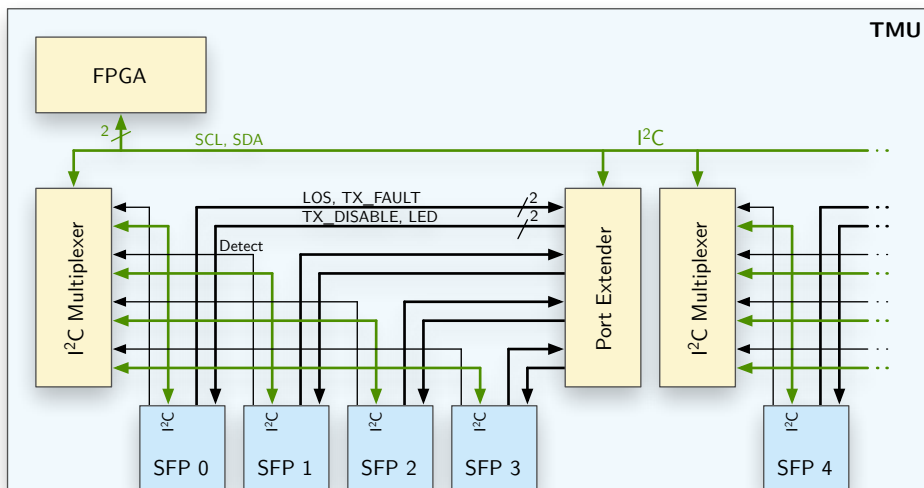 TMU
FPGA
2
SCL, SDA
I²C
LOS, TX_FAULT
2
TX_DISABLE, LED
2
Detect
I²C Multiplexer
Port Extender
I²C Multiplexer
I²C
I²C
I²C
I²C
I²C
SFP 0
SFP 1
SFP 2
SFP 3
SFP 4